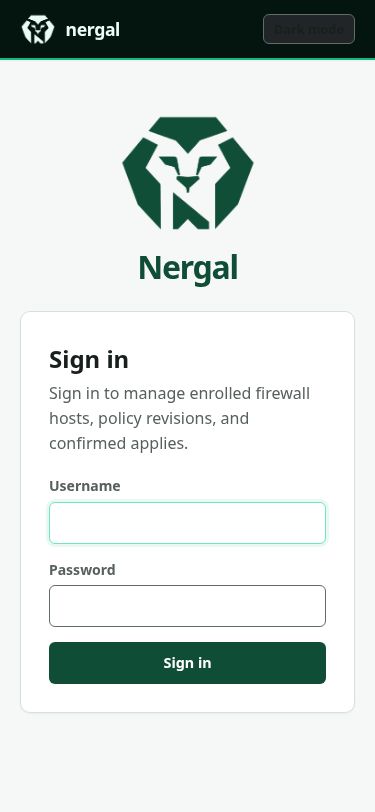 nergal
Dark mode
Nergal
Sign in
Sign in to manage enrolled firewall
hosts, policy revisions, and
confirmed applies.
Username
Password
Sign in